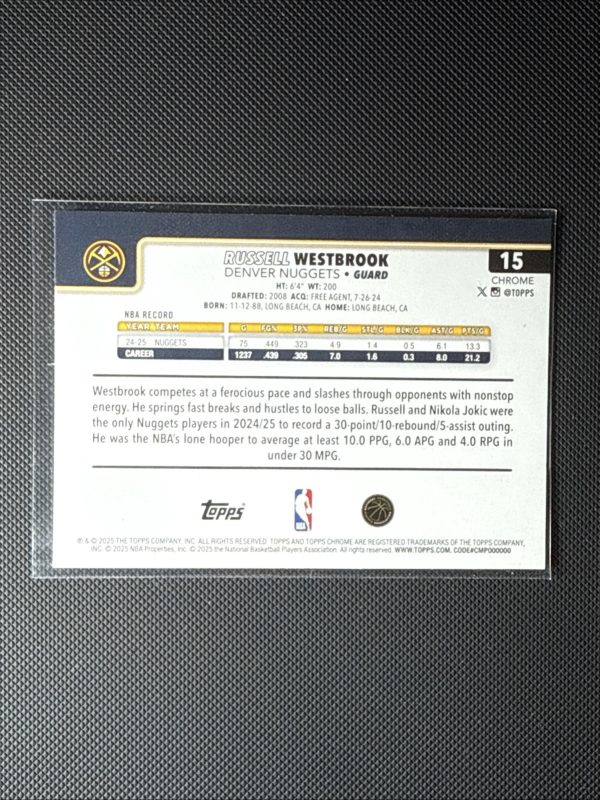 RUSSELL WESTBROOK
DENVER NUGGETS • GUARD
HT: 6'4" WT: 200
DRAFTED: 2008 ACQ: FREE AGENT, 7-26-24
BORN: 11-12-88, LONG BEACH, CA HOME: LONG BEACH, CA
15
CHROME
X @TOPPS
NBA RECORD
YEAR TEAM G FG% 3P% REB/G STL/G BLK/G AST/G PTS/G
24-25 NUGGETS 75 .449 .323 4.9 1.4 0.5 6.1 13.3
CAREER 1237 .439 .305 7.0 1.6 0.3 8.0 21.2
Westbrook competes at a ferocious pace and slashes through opponents with nonstop
energy. He springs fast breaks and hustles to loose balls. Russell and Nikola Jokic were
the only Nuggets players in 2024/25 to record a 30-point/10-rebound/5-assist outing.
He was the NBA's lone hooper to average at least 10.0 PPG, 6.0 APG and 4.0 RPG in
under 30 MPG.
topps
NBA
® & © 2025 THE TOPPS COMPANY, INC. ALL RIGHTS RESERVED. TOPPS AND TOPPS CHROME ARE REGISTERED TRADEMARKS OF THE TOPPS COMPANY,
INC. © 2025 NBA Properties, Inc. © 2025 the National Basketball Players Association. All rights reserved. WWW.TOPPS.COM. CODE#CMP000000